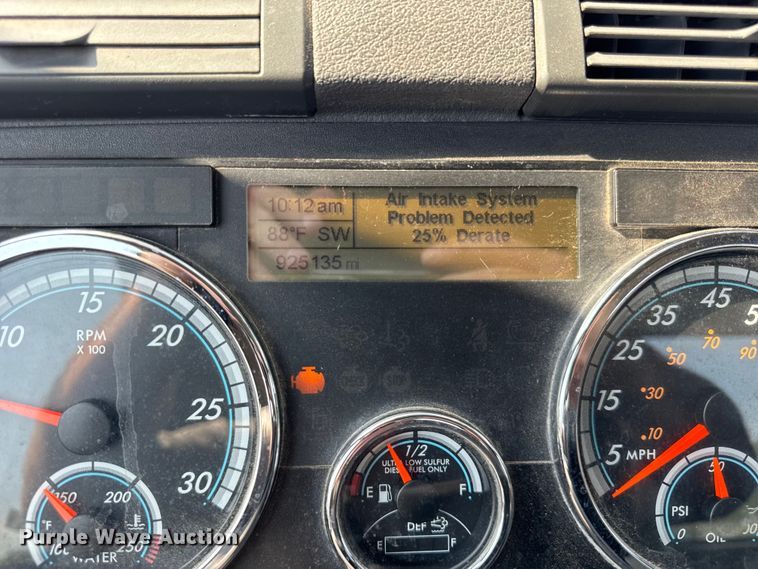 10:12am
Air Intake System
Problem Detected
25% Derate
88°F SW
925135 mi
10
15
20
25
30
RPM
X 100
150
200
°F
100
WATER
250
1/2
ULTRA LOW SULFUR
DIESEL FUEL ONLY
E
F
DEF
E
F
5
15
25
35
45
MPH
10
30
50
70
90
50
PSI
0
OIL
Purple Wave Auction